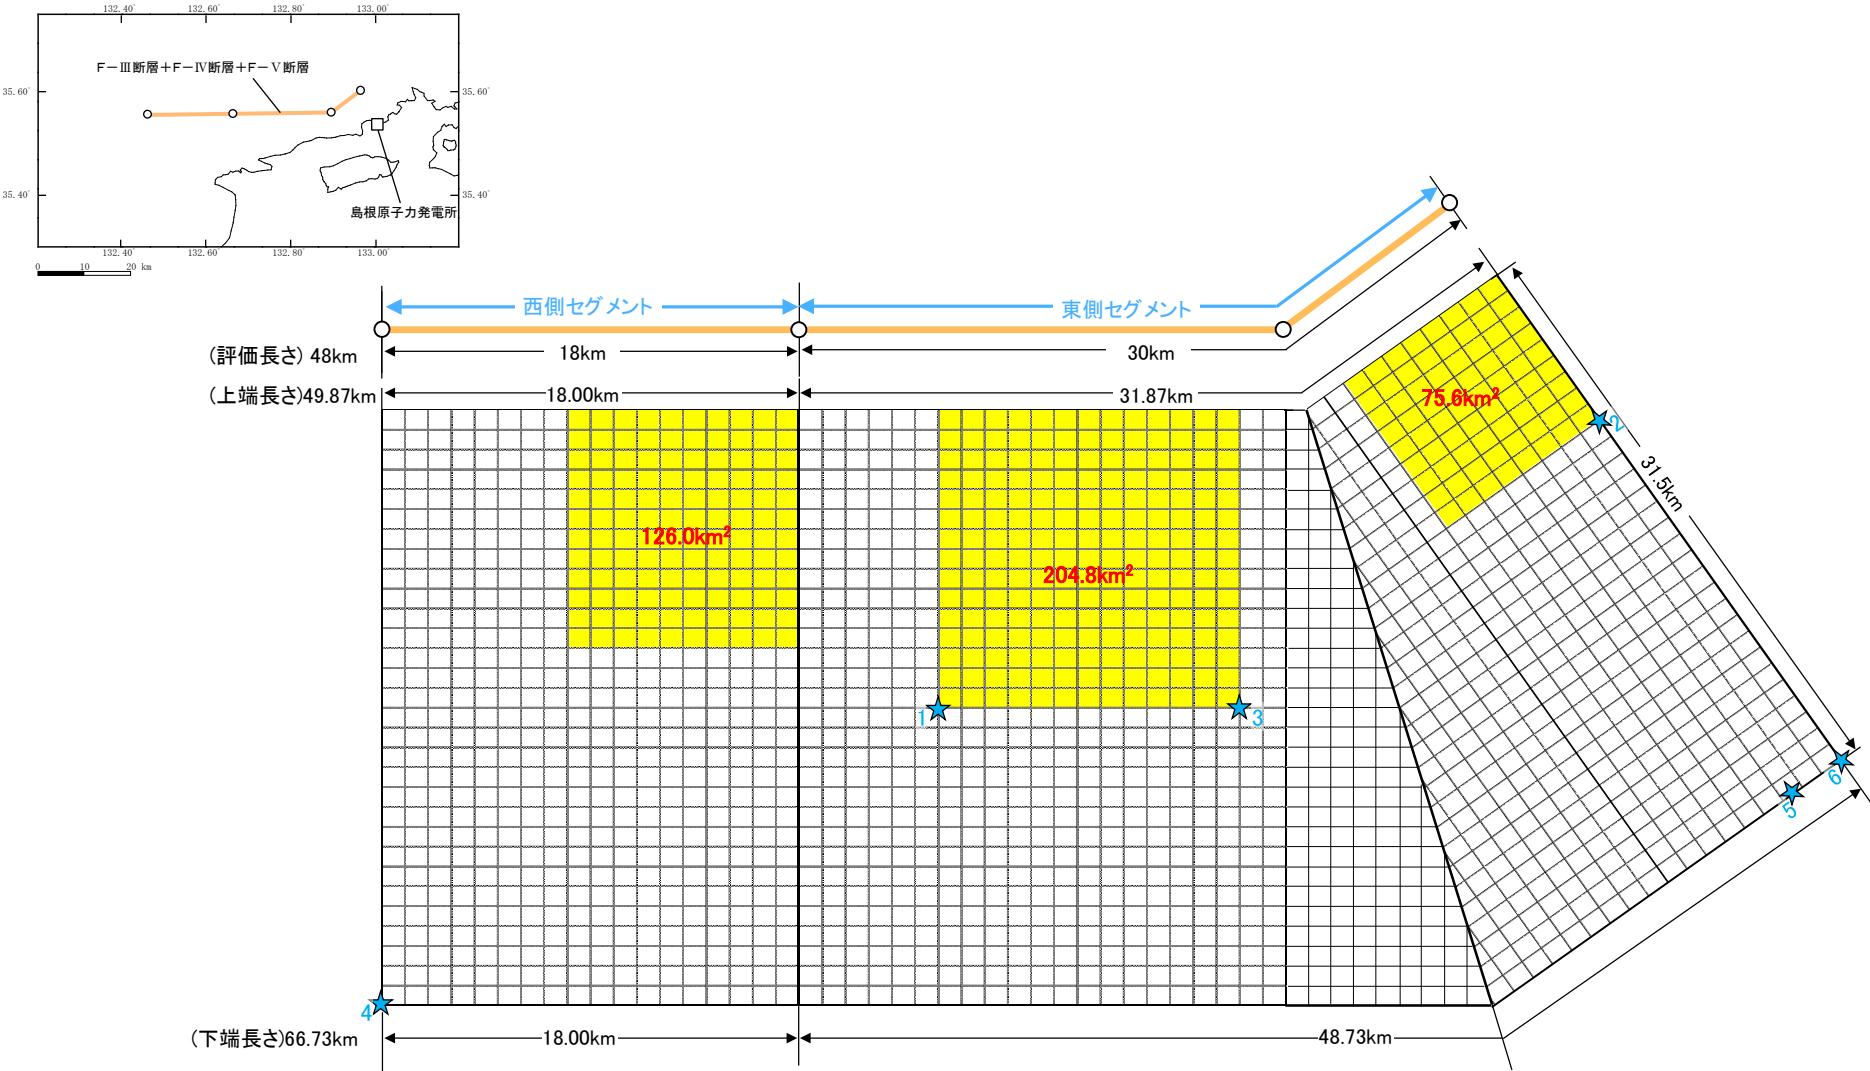 132.40° 132.60° 132.80° 133.00°
F-Ⅲ断層+F-Ⅳ断層+F-Ⅴ断層
35.60° 35.60°
35.40° 35.40°
島根原子力発電所
132.40° 132.60° 132.80° 133.00°
0 10 20 km
西側セグメント 東側セグメント
(評価長さ) 48km 18km 30km
(上端長さ)49.87km 18.00km 31.87km
75.6km²
2
31.5km
126.0km²
204.8km²
1 3
6
5
4
(下端長さ)66.73km 18.00km 48.73km